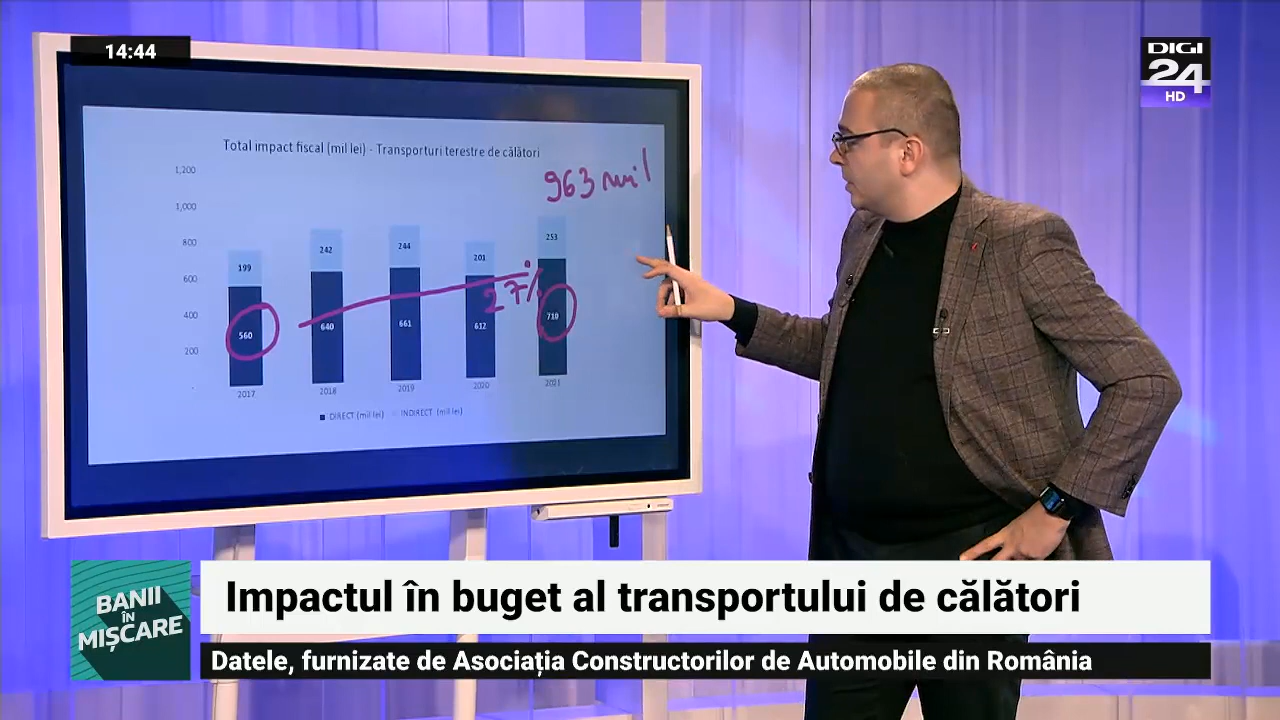 14:44
DIGI
24
HD
Total impact fiscal (mil lei) - Transporturi terestre de călători
963 mil
1,200
1,000
800
600
400
200
-
199
242
244
201
253
27%
560
640
661
612
710
2017
2018
2019
2020
2021
DIRECT (mil lei)
INDIRECT (mil lei)
BANII
ÎN
MIȘCARE
Impactul în buget al transportului de călători
Datele, furnizate de Asociația Constructorilor de Automobile din România